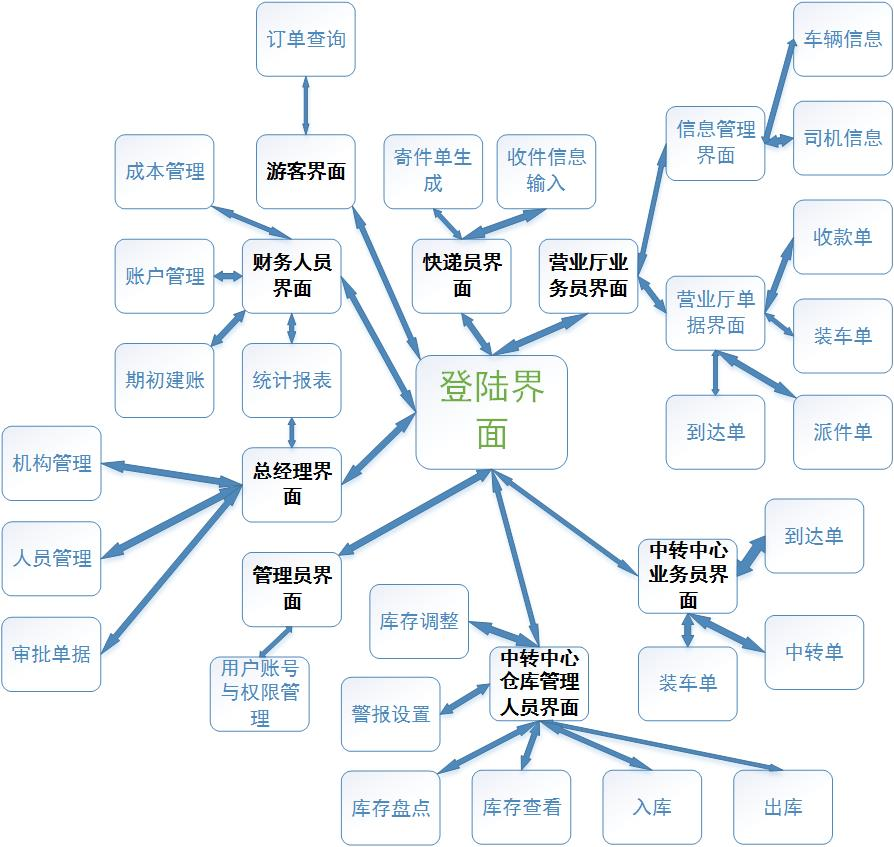 订单查询
车辆信息
信息管理
界面
司机信息
成本管理
游客界面
寄件单生
成
收件信息
输入
收款单
账户管理
财务人员
界面
快递员界
面
营业厅业
务员界面
营业厅单
据界面
装车单
期初建账
统计报表
登陆界
面
到达单
派件单
机构管理
总经理界
面
人员管理
审批单据
管理员界
面
用户账号
与权限管
理
中转中心
业务员界
面
到达单
装车单
中转单
库存调整
警报设置
中转中心
仓库管理
人员界面
库存盘点
库存查看
入库
出库